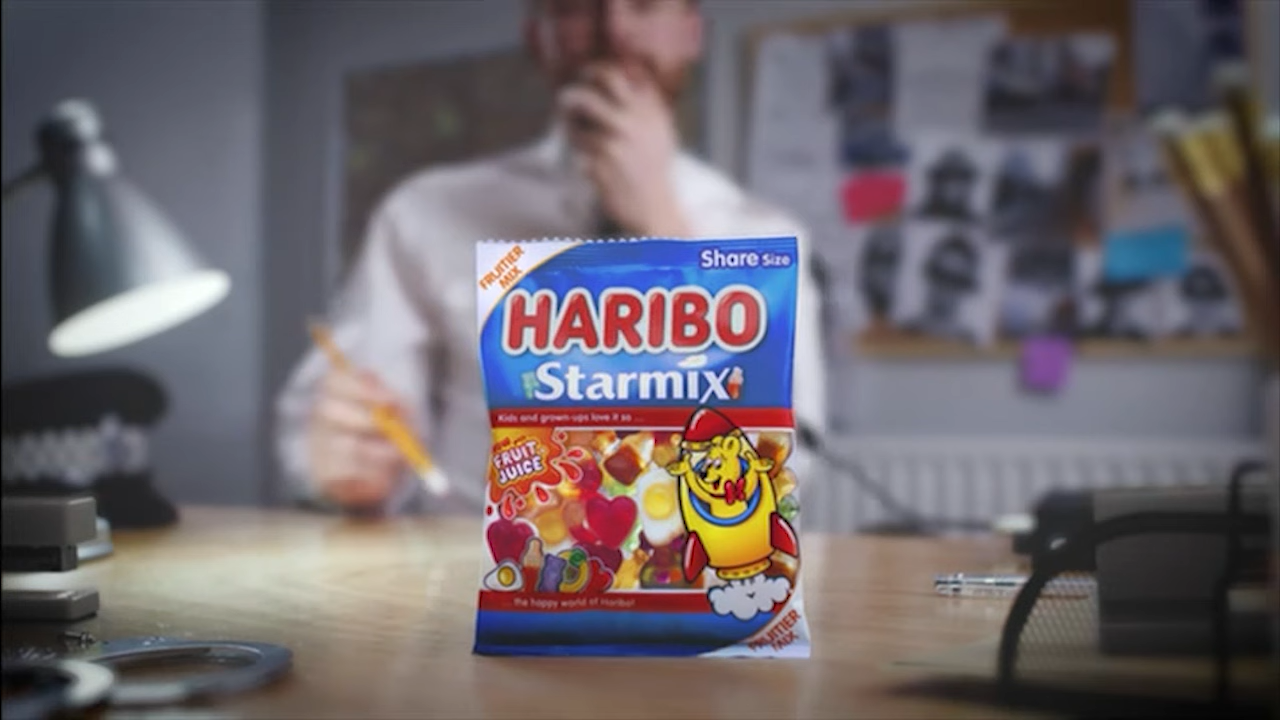 FRUITIER
MIX
Share Size
HARIBO
Starmix
Kids and grown-ups love it so ...
FRUIT
JUICE
... the happy world of Haribo!
FRUITIER
MIX